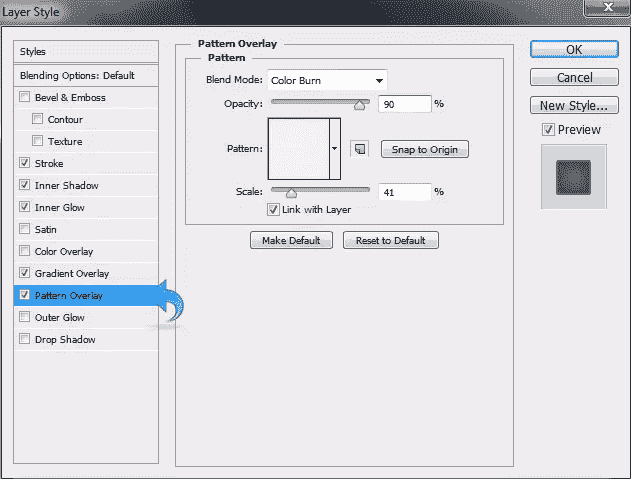 Layer Style
Styles
Blending Options: Default
Bevel & Emboss
Contour
Texture
Stroke
Inner Shadow
Inner Glow
Satin
Color Overlay
Gradient Overlay
Pattern Overlay
Outer Glow
Drop Shadow
Pattern Overlay
Pattern
Blend Mode: Color Burn
Opacity: 90 %
Pattern: Snap to Origin
Scale: 41 %
Link with Layer
Make Default Reset to Default
OK
Cancel
New Style...
Preview